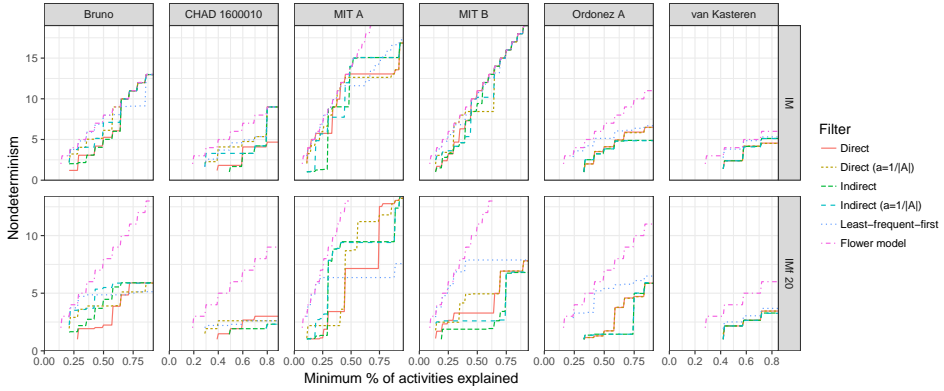 Bruno CHAD 1600010 MIT A MIT B Ordonez A van Kasteren
15
10
5
0
IM
10
5
0
IMf 20
Nondeterminism
0.00 0.25 0.50 0.75 0.0 0.2 0.4 0.6 0.8 0.00 0.25 0.50 0.75 0.00 0.25 0.50 0.75 0.00 0.25 0.50 0.75 0.0 0.2 0.4 0.6 0.8
Minimum % of activities explained
Filter
Direct
Direct (a=1/|A|)
Indirect
Indirect (a=1/|A|)
Least−frequent−first
Flower model